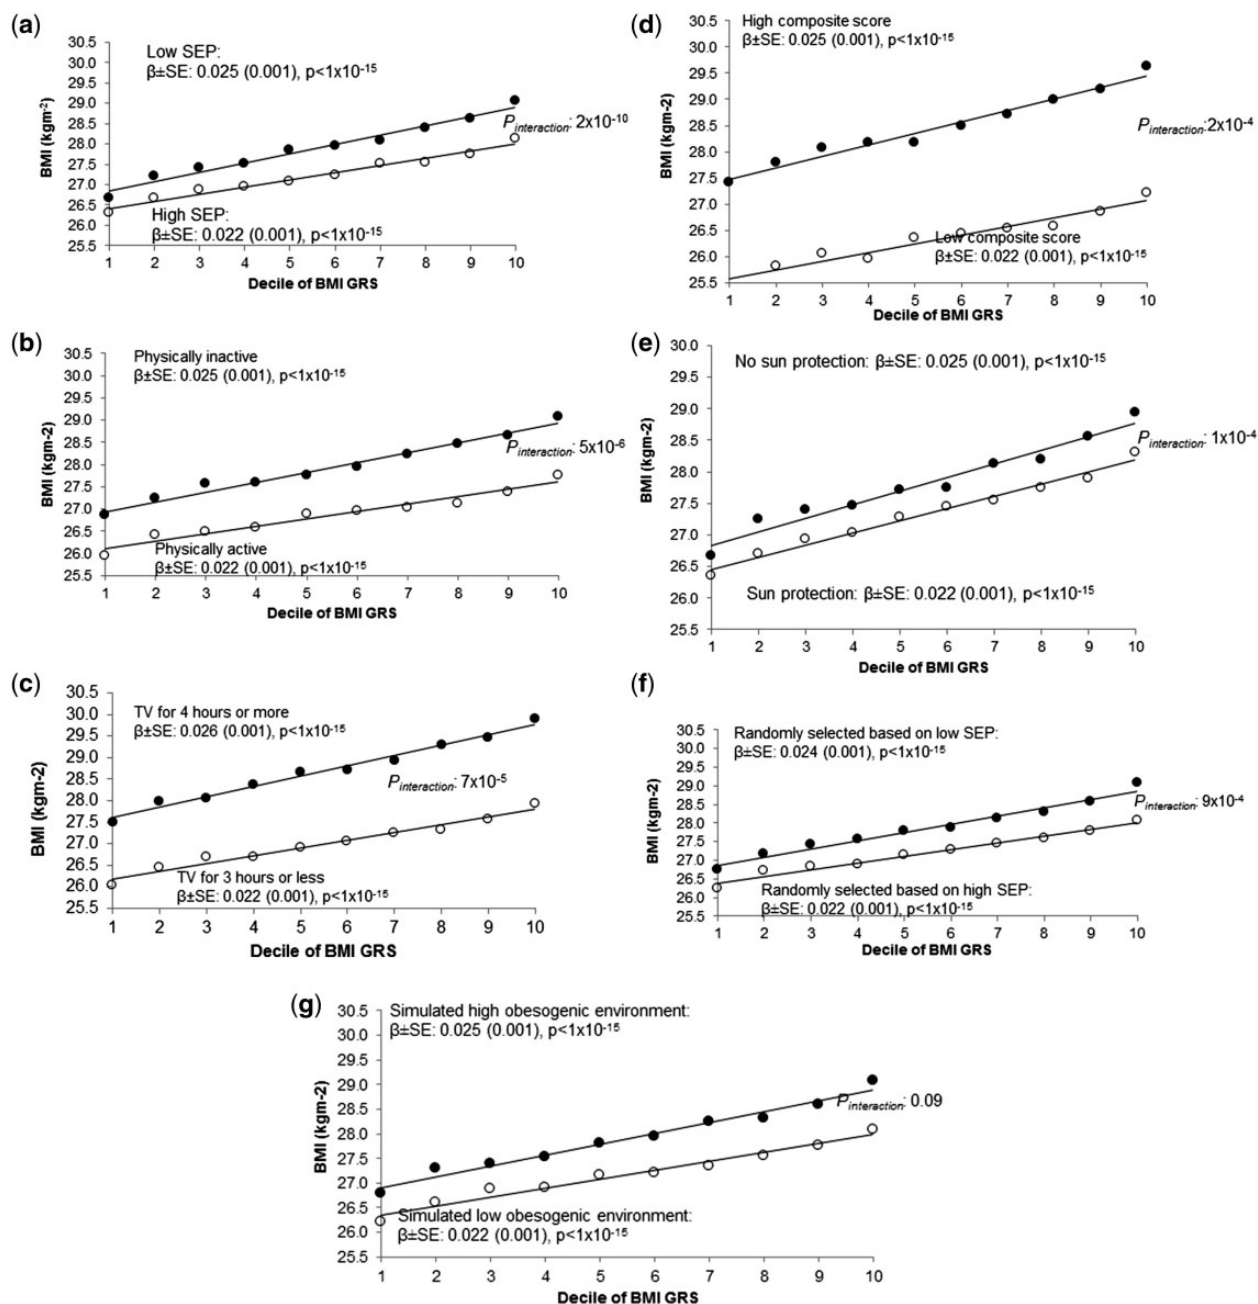 (a)
30.5
30.0
29.5
29.0
28.5
28.0
27.5
27.0
26.5
26.0
25.5
BMI (kgm-2)
Low SEP:
β±SE: 0.025 (0.001), p<1x10-15
Pinteraction: 2x10-10
High SEP:
β±SE: 0.022 (0.001), p<1x10-15
1 2 3 4 5 6 7 8 9 10
Decile of BMI GRS
(d)
30.5
30.0
29.5
29.0
28.5
28.0
27.5
27.0
26.5
26.0
25.5
BMI (kgm-2)
High composite score
β±SE: 0.025 (0.001), p<1x10-15
Pinteraction:2x10-4
Low composite score
β±SE: 0.022 (0.001), p<1x10-15
1 2 3 4 5 6 7 8 9 10
Decile of BMI GRS
(b)
30.5
30.0
29.5
29.0
28.5
28.0
27.5
27.0
26.5
26.0
25.5
BMI (kgm-2)
Physically inactive
β±SE: 0.025 (0.001), p<1x10-15
Pinteraction: 5x10-6
Physically active
β±SE: 0.022 (0.001), p<1x10-15
1 2 3 4 5 6 7 8 9 10
Decile of BMI GRS
(e)
30.0
29.5
29.0
28.5
28.0
27.5
27.0
26.5
26.0
25.5
BMI (kgm-2)
No sun protection: β±SE: 0.025 (0.001), p<1x10-15
Pinteraction: 1x10-4
Sun protection: β±SE: 0.022 (0.001), p<1x10-15
1 2 3 4 5 6 7 8 9 10
Decile of BMI GRS
(c)
30.5
30.0
29.5
29.0
28.5
28.0
27.5
27.0
26.5
26.0
25.5
BMI (kgm-2)
TV for 4 hours or more
β±SE: 0.026 (0.001), p<1x10-15
Pinteraction: 7x10-5
TV for 3 hours or less
β±SE: 0.022 (0.001), p<1x10-15
1 2 3 4 5 6 7 8 9 10
Decile of BMI GRS
(f)
30.5
30.0
29.5
29.0
28.5
28.0
27.5
27.0
26.5
26.0
25.5
BMI (kgm-2)
Randomly selected based on low SEP:
β±SE: 0.024 (0.001), p<1x10-15
Pinteraction: 9x10-4
Randomly selected based on high SEP:
β±SE: 0.022 (0.001), p<1x10-15
1 2 3 4 5 6 7 8 9 10
Decile of BMI GRS
(g)
30.5
30.0
29.5
29.0
28.5
28.0
27.5
27.0
26.5
26.0
25.5
BMI (kgm-2)
Simulated high obesogenic environment:
β±SE: 0.025 (0.001), p<1x10-15
Pinteraction: 0.09
Simulated low obesogenic environment:
β±SE: 0.022 (0.001), p<1x10-15
1 2 3 4 5 6 7 8 9 10
Decile of BMI GRS